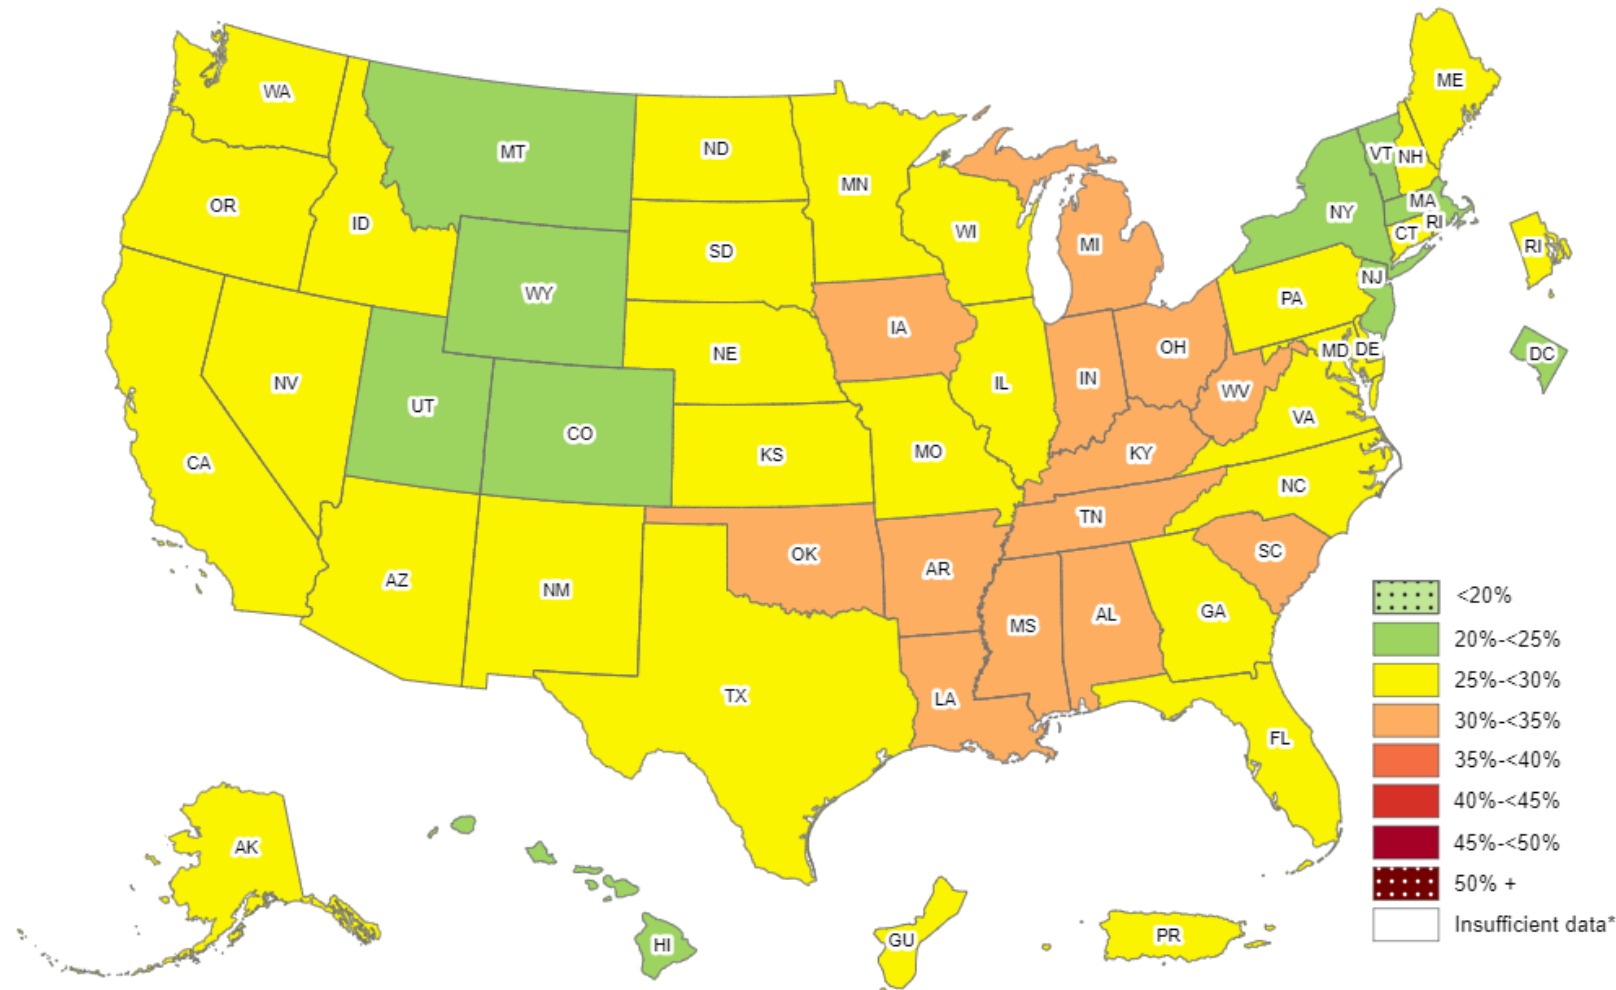 ME
WA
ND
MT
VT
NH
MN
MA
OR
NY
RI
ID
WI
CT
MI
RI
SD
NJ
WY
PA
IA
OH
MD
DE
NE
DC
IN
NV
IL
WV
UT
VA
CO
MO
KS
KY
CA
NC
TN
OK
SC
AR
AZ
NM
<20%
GA
AL
MS
20%-<25%
25%-<30%
TX
LA
30%-<35%
FL
35%-<40%
40%-<45%
AK
45%-<50%
50% +
Insufficient data*
PR
GU
HI